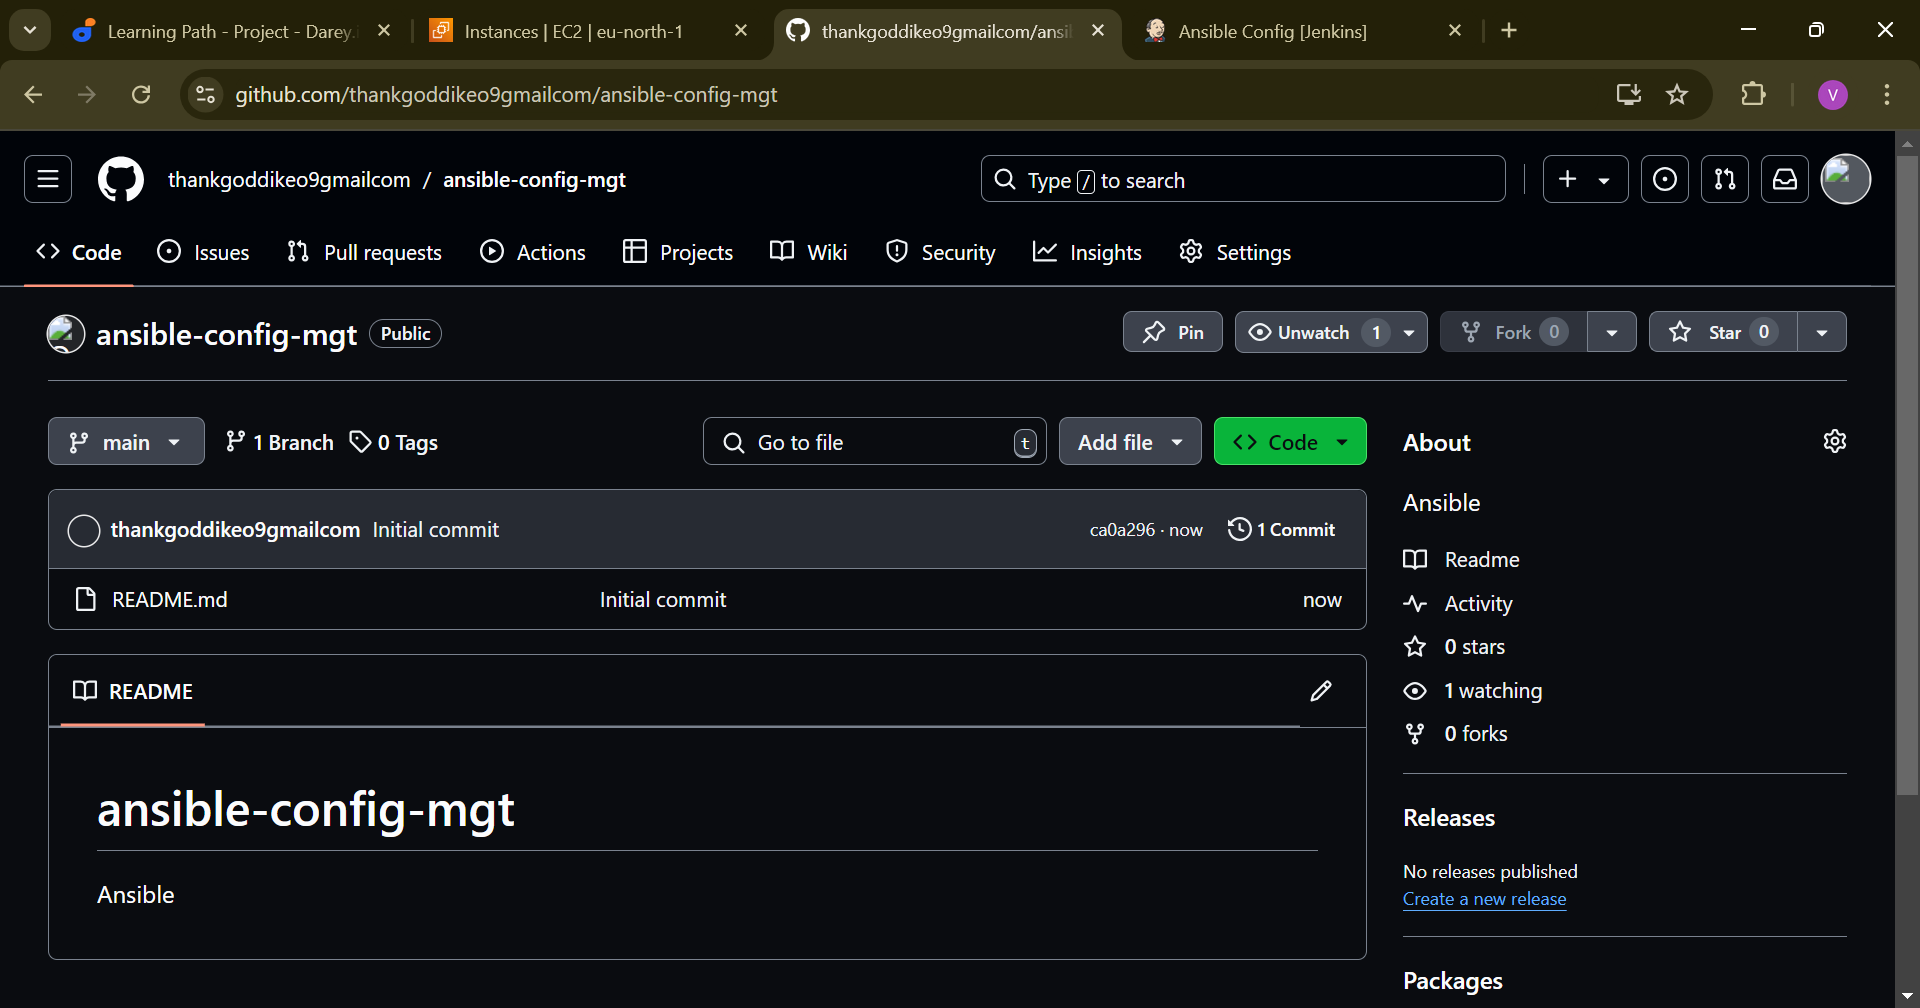 Learning Path - Project - Darey.
Instances | EC2 | eu-north-1
thankgoddikeo9gmailcom/ansi
Ansible Config [Jenkins]
github.com/thankgoddikeo9gmailcom/ansible-config-mgt
V
thankgoddikeo9gmailcom / ansible-config-mgt
Type / to search
Code
Issues
Pull requests
Actions
Projects
Wiki
Security
Insights
Settings
ansible-config-mgt
Public
Pin
Unwatch 1
Fork 0
Star 0
main
1 Branch
0 Tags
Go to file
t
Add file
Code
thankgoddikeo9gmailcom Initial commit
ca0a296 · now
1 Commit
README.md
Initial commit
now
README
ansible-config-mgt
Ansible
About
Ansible
Readme
Activity
0 stars
1 watching
0 forks
Releases
No releases published
Create a new release
Packages